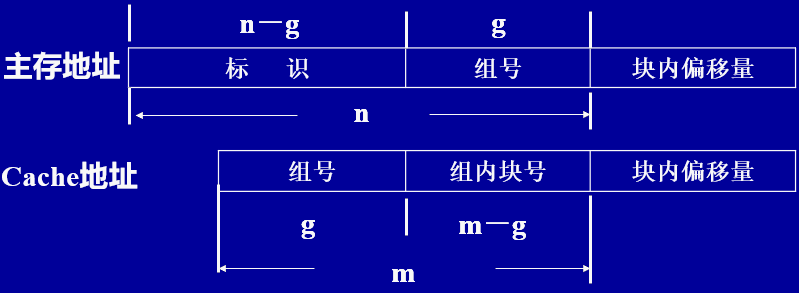 n－g g
主存地址 标 识 组号 块内偏移量
n
Cache地址 组号 组内块号 块内偏移量
g m－g
m